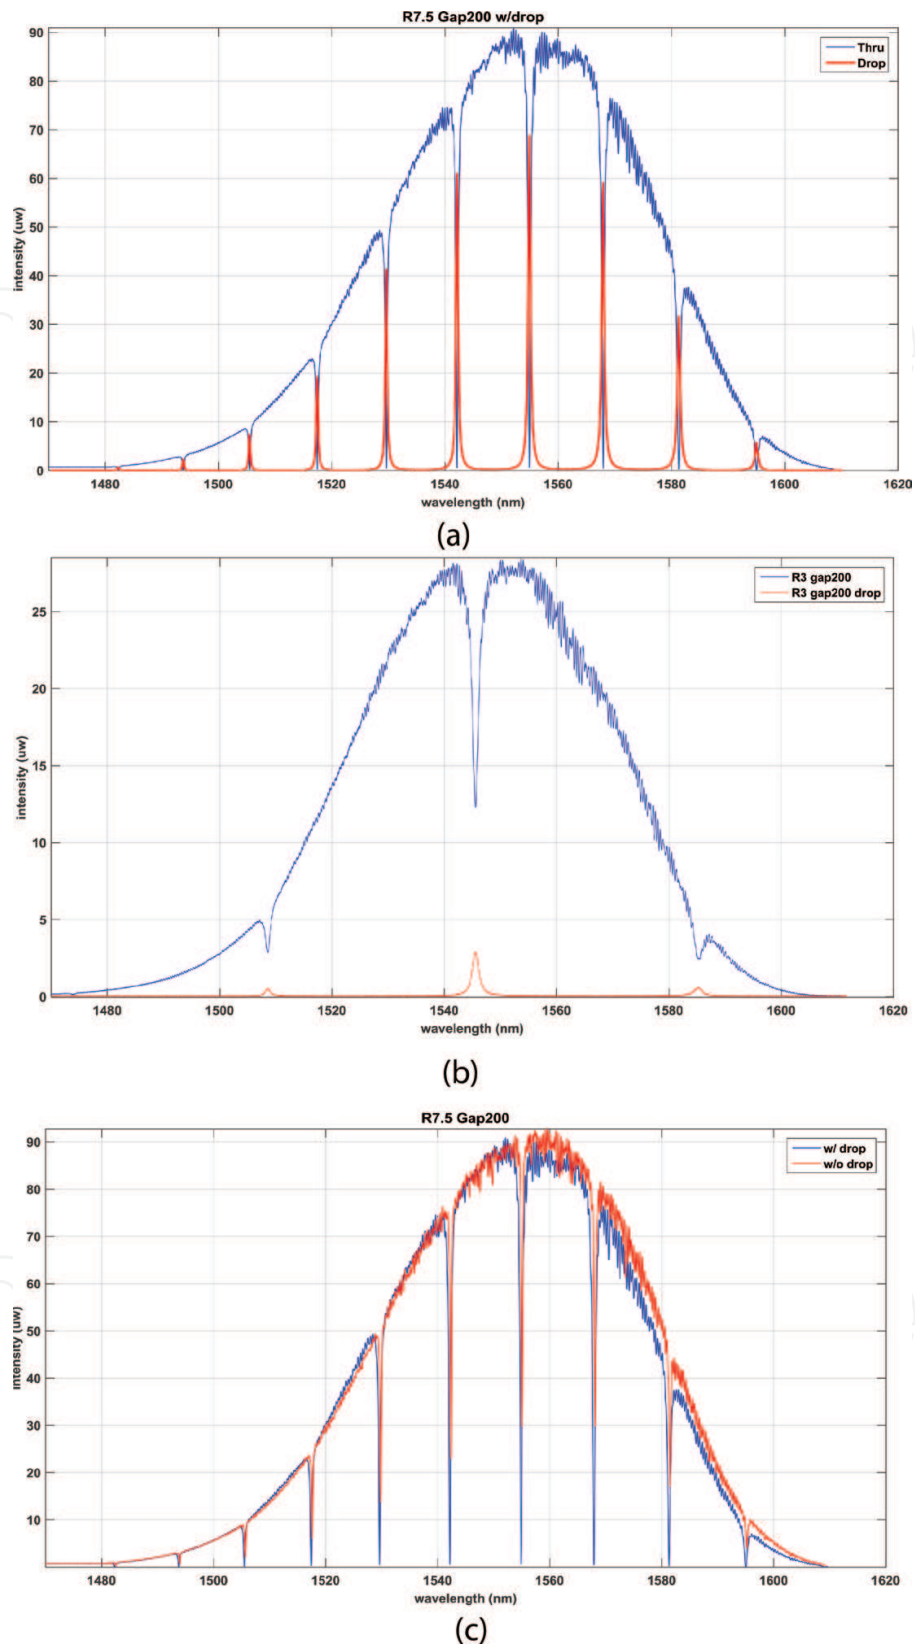 (a)
R7.5 Gap200 w/drop
Thru
Drop
90
80
70
60
50
40
30
20
10
0
intensity (uw)
1480 1500 1520 1540 1560 1580 1600 1620
wavelength (nm)
(a)
R3 gap200
R3 gap200 drop
25
20
15
10
5
0
intensity (uw)
1480 1500 1520 1540 1560 1580 1600 1620
wavelength (nm)
(b)
R7.5 Gap200
w/ drop
w/o drop
90
80
70
60
50
40
30
20
10
intensity (uw)
1480 1500 1520 1540 1560 1580 1600 1620
wavelength (nm)
(c)